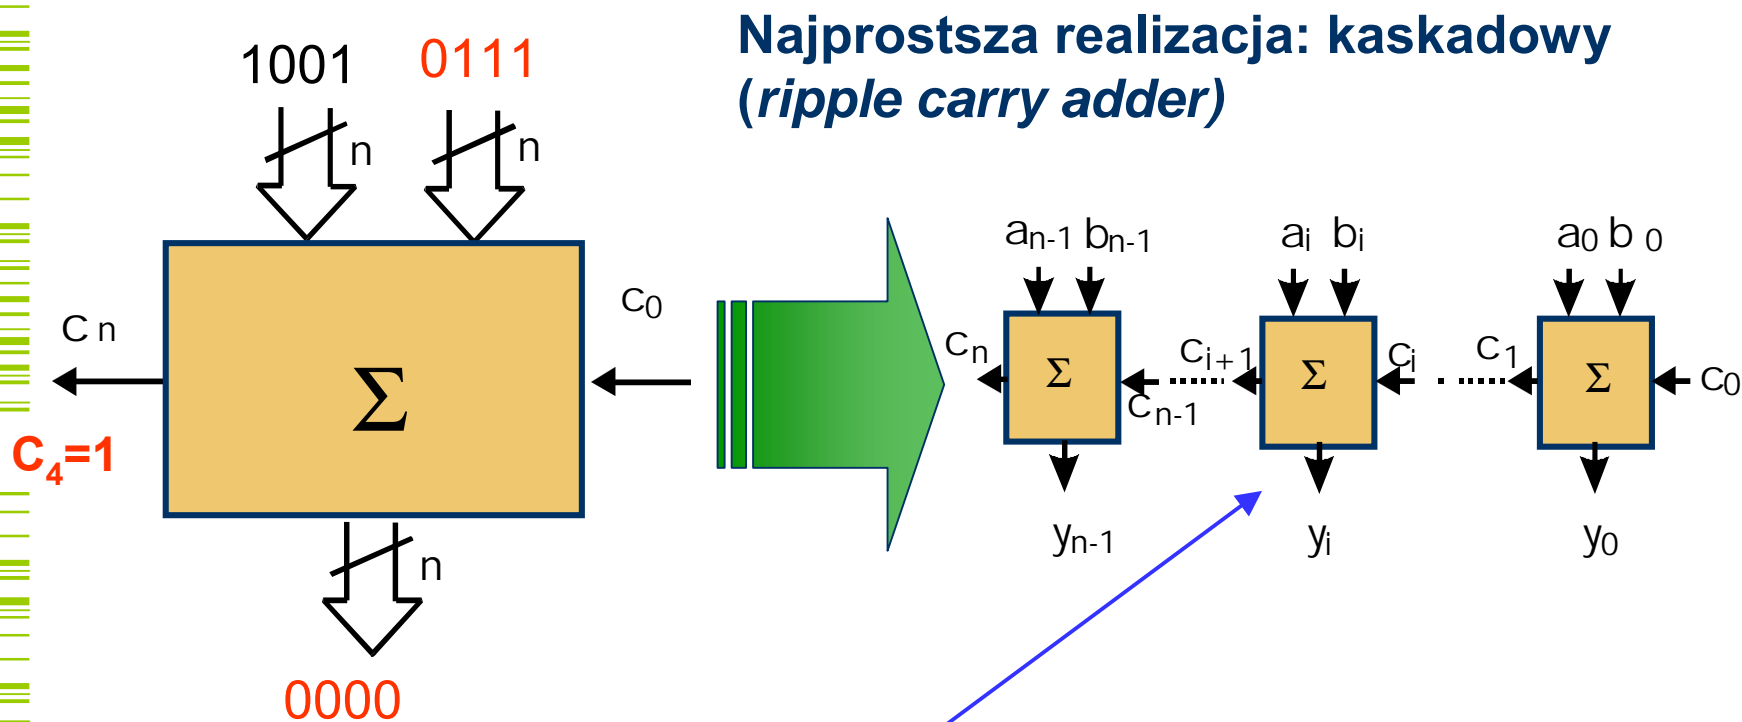 Najprostsza realizacja: kaskadowy
(ripple carry adder)
1001 0111
n n
C n
C₀
Σ
C₄=1
n
0000
aₙ₋₁ bₙ₋₁ aᵢ bᵢ a₀ b ₀
Cₙ Σ Cᵢ₊₁ Σ Cᵢ C₁ Σ C₀
Cₙ₋₁
yₙ₋₁ yᵢ y₀